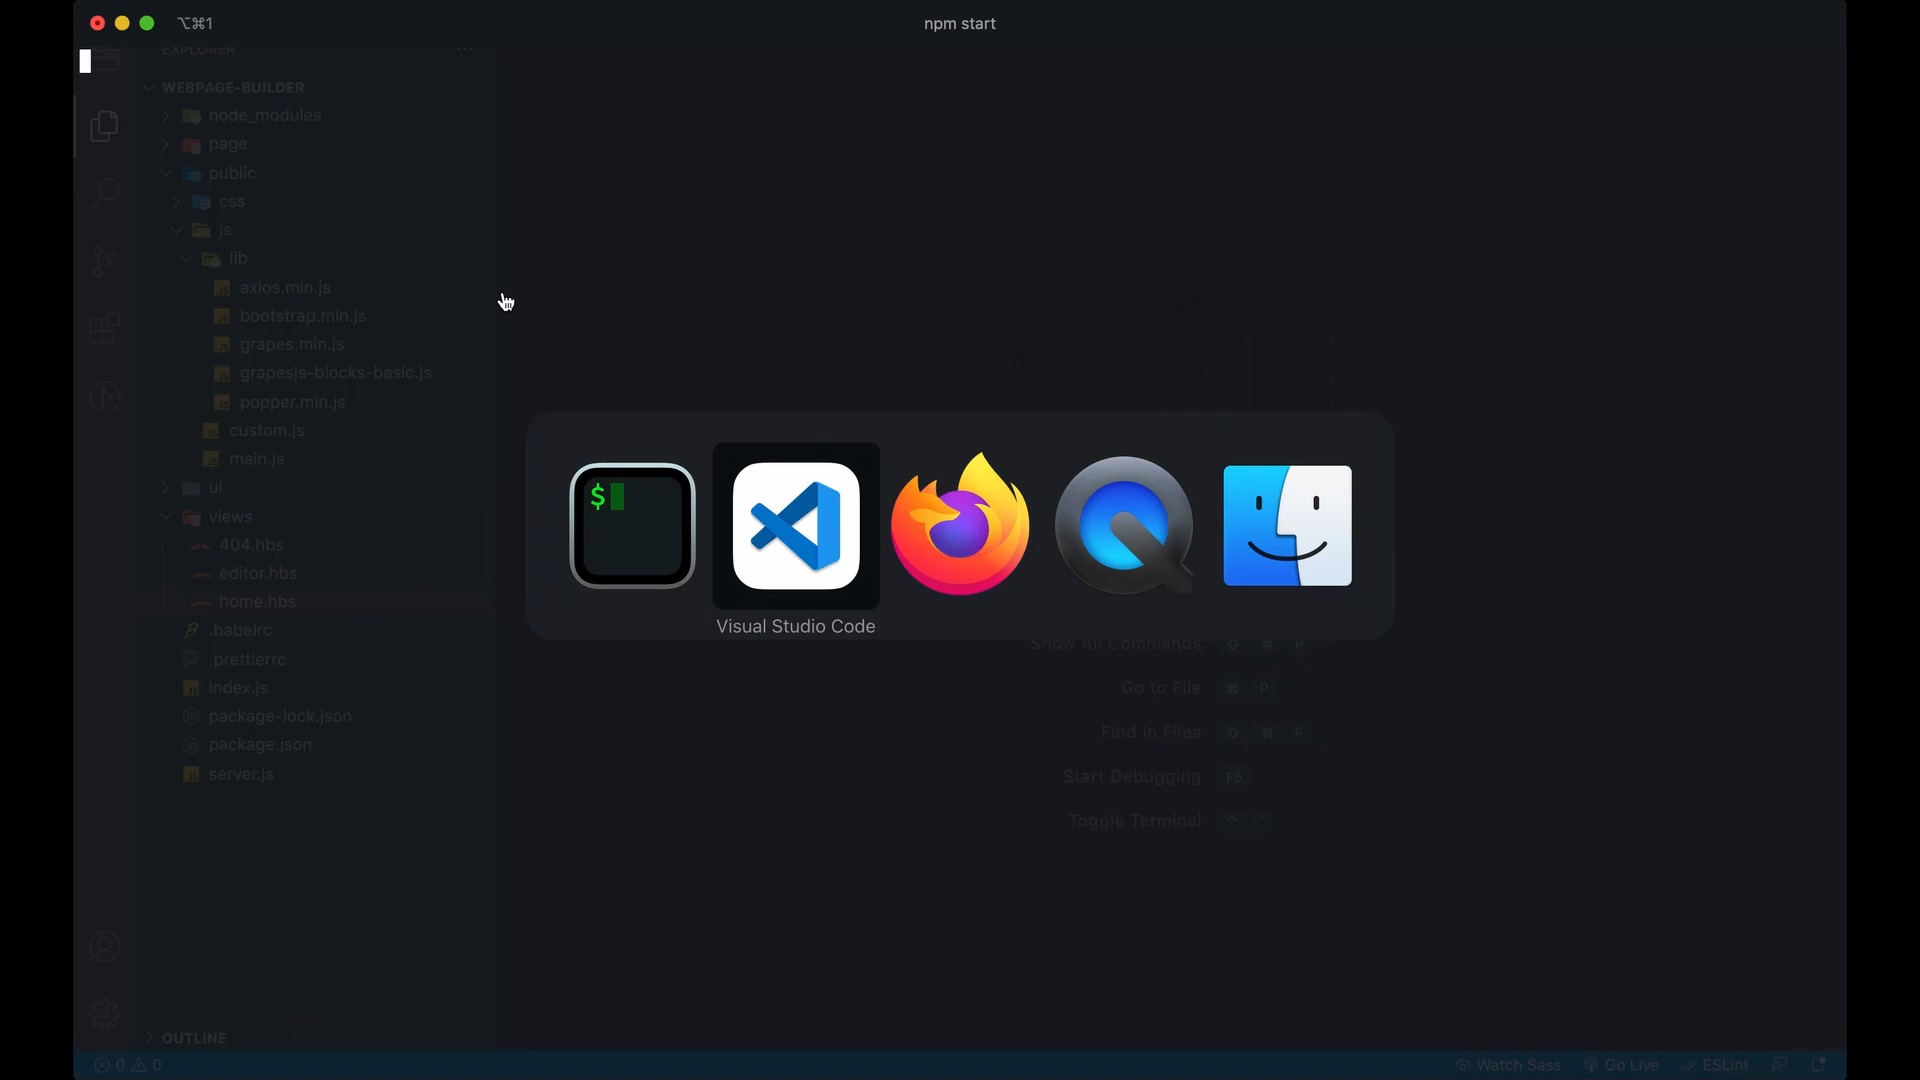 ⌥⌘1
npm start
EXPLORER
WEBPAGE-BUILDER
node_modules
page
public
css
js
lib
axios.min.js
bootstrap.min.js
grapes.min.js
grapesjs-blocks-basic.js
popper.min.js
custom.js
main.js
ui
views
404.hbs
editor.hbs
home.hbs
.babelrc
.prettierrc
index.js
package-lock.json
package.json
server.js
$
Visual Studio Code
Show All Commands ⇧ ⌘ P
Go to File ⌘ P
Find in Files ⇧ ⌘ F
Start Debugging F5
Toggle Terminal ⌃ `
OUTLINE
0 0
Watch Sass Go Live ESLint